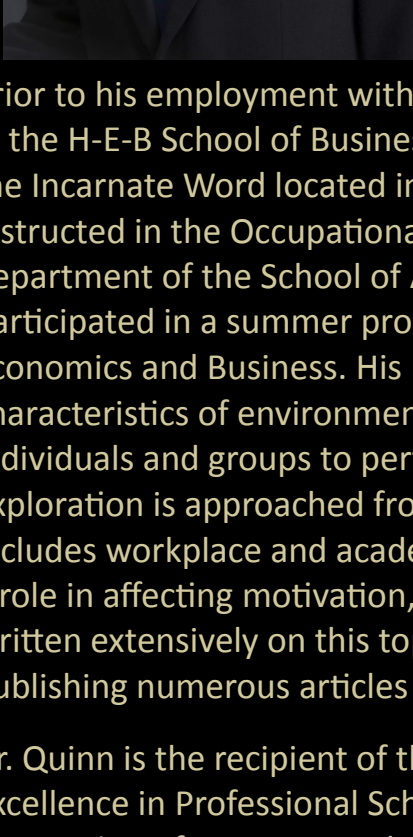 rior to his employment with
the H-E-B School of Busine
e Incarnate Word located in
structed in the Occupationa
epartment of the School of
articipated in a summer pro
conomics and Business. His
haracteristics of environmen
dividuals and groups to per
xploration is approached fro
cludes workplace and acade
role in affecting motivation,
ritten extensively on this to
ublishing numerous articles
r. Quinn is the recipient of th
xcellence in Professional Sch